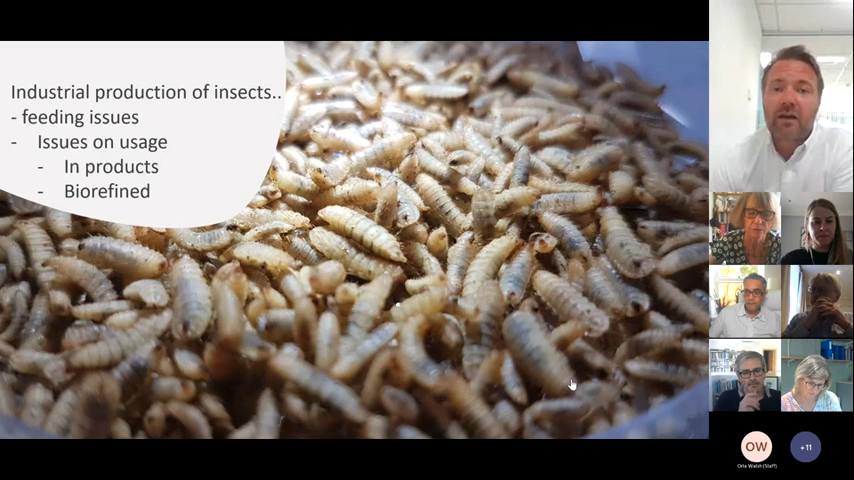 Industrial production of insects..
- feeding issues
- Issues on usage
- In products
- Biorefined
OW
+11
Orla Walsh (Staff)